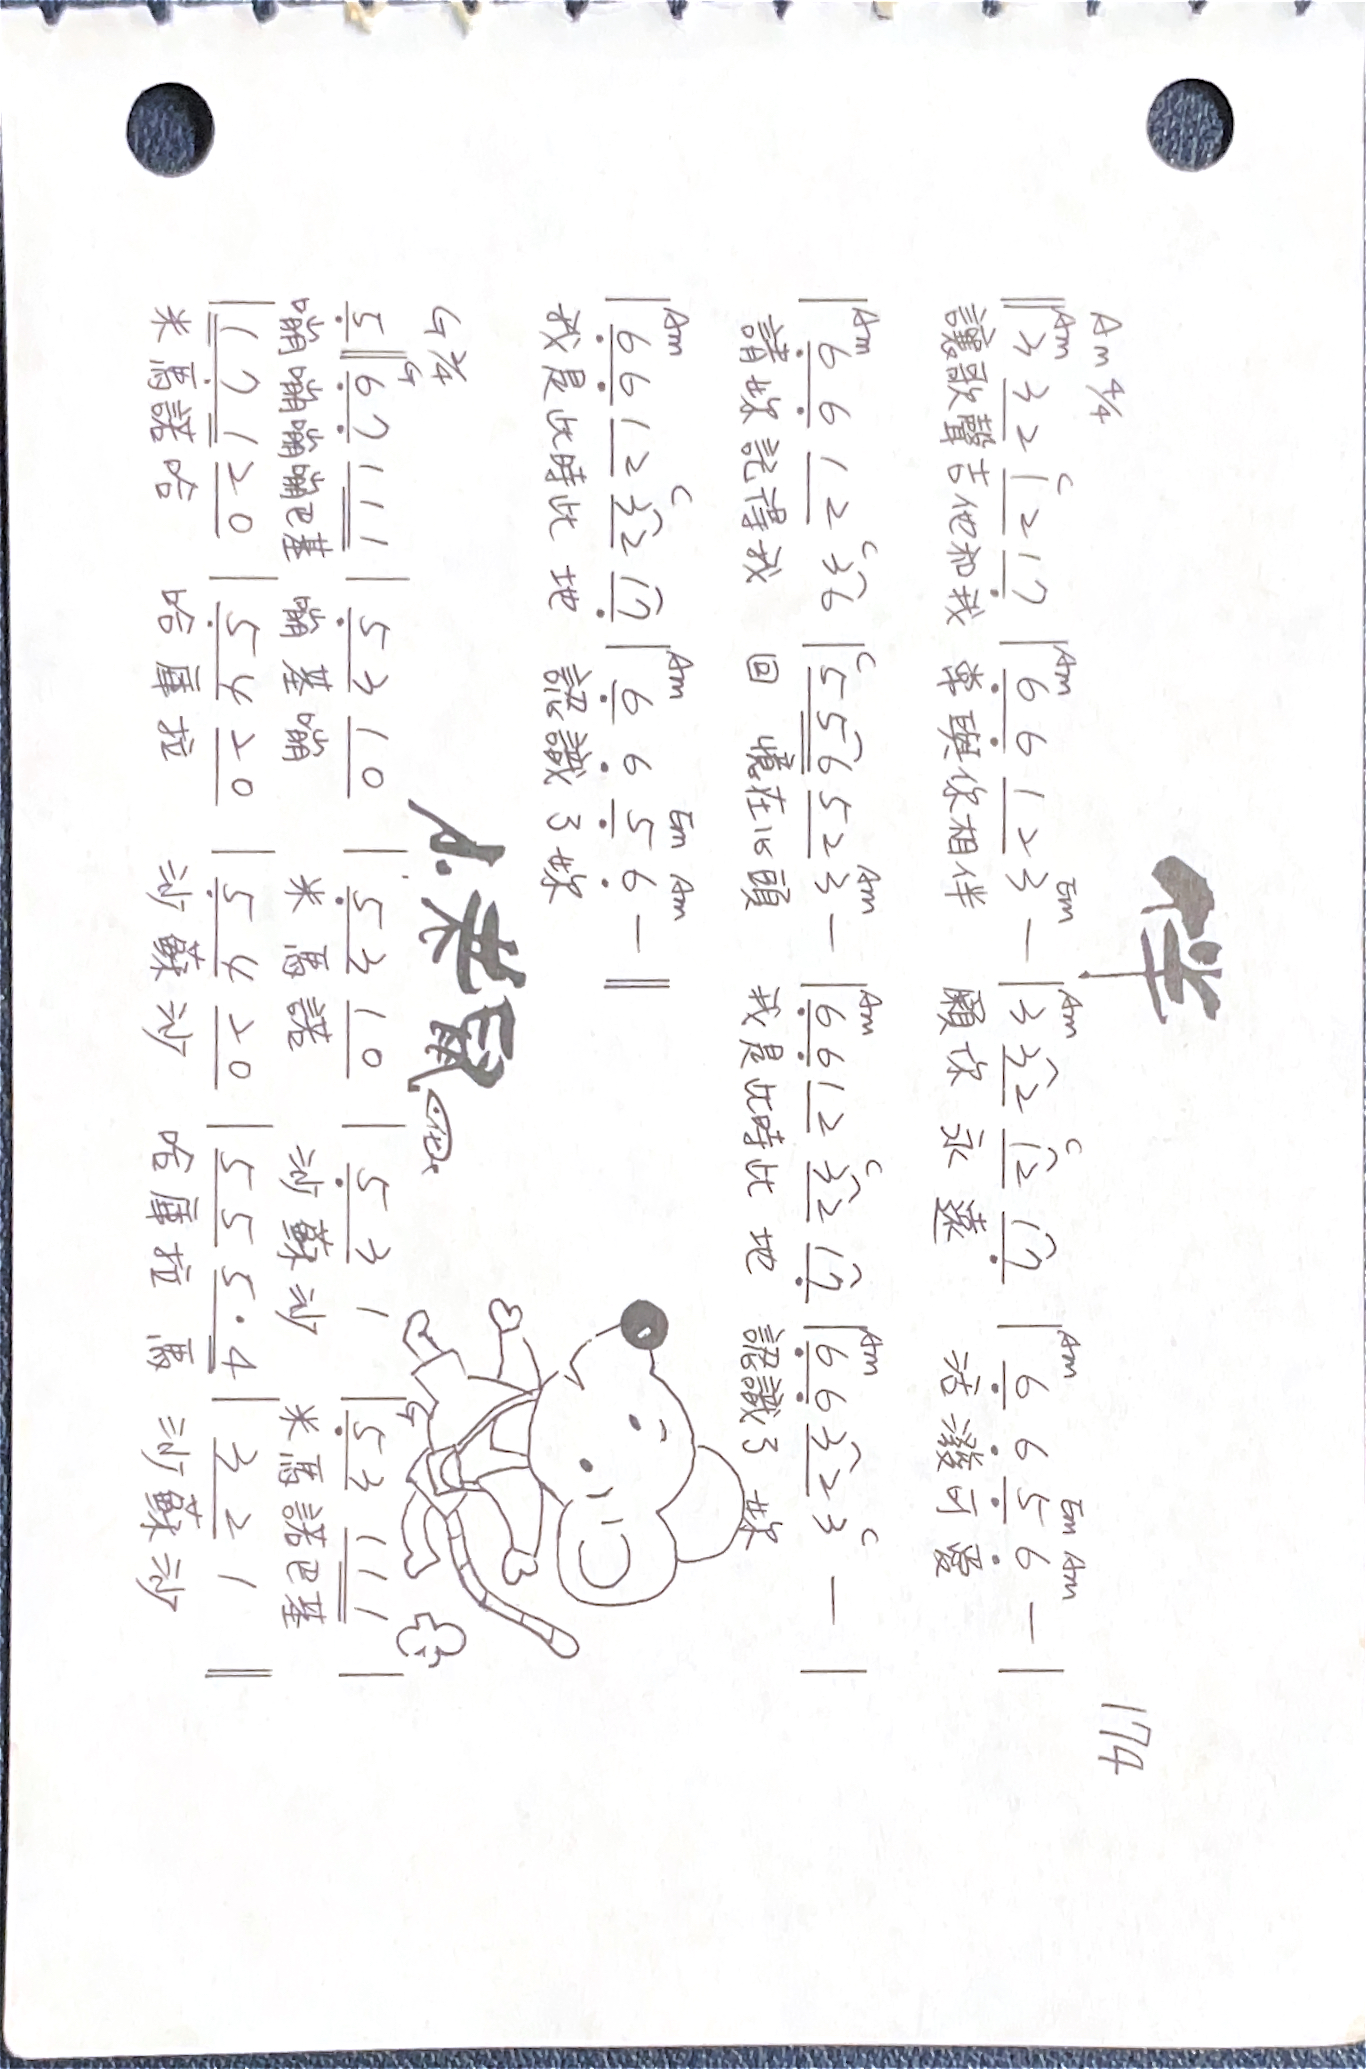 伴
174
Am 4/4
Am C Am Em Am C Am Em Am
‖3 3 2 1 2 1 7 | 6 6 1 2 3 — | 3 3 2 1 2 1 7 | 6 6 5 6 — |
讓歌聲吉他和我 常與你相伴 願你永遠 活潑可愛
Am C C Am Am C Am C
| 6 6 1 2 3 6 | 5 5 6 5 2 3 — | 6 6 1 2 3 2 1 7 | 6 6 3 2 3 — |
請妳記得我 回憶在心頭 我是此時此地 認識了妳
Am C Am Em Am
| 6 6 1 2 3 2 1 7 | 6 6 5 6 — ‖
我是此時此地 認識了妳
小老鼠
G 2/4
G G
5 ‖ 6 7 1 1 1 | 5 3 1 0 | 5 3 1 0 | 5 3 1 | 5 3 1 1 1 |
嘣嘣嘣嘣巴基 嘣基嘣 米馬諾 沙蘇沙 米馬諾巴基
| 1 7 1 2 0 | 5 4 2 0 | 5 4 2 0 | 5 5 5 · 4 | 3 2 1 ‖
米馬諾哈 哈庫拉 沙蘇沙 哈庫拉馬 沙蘇沙